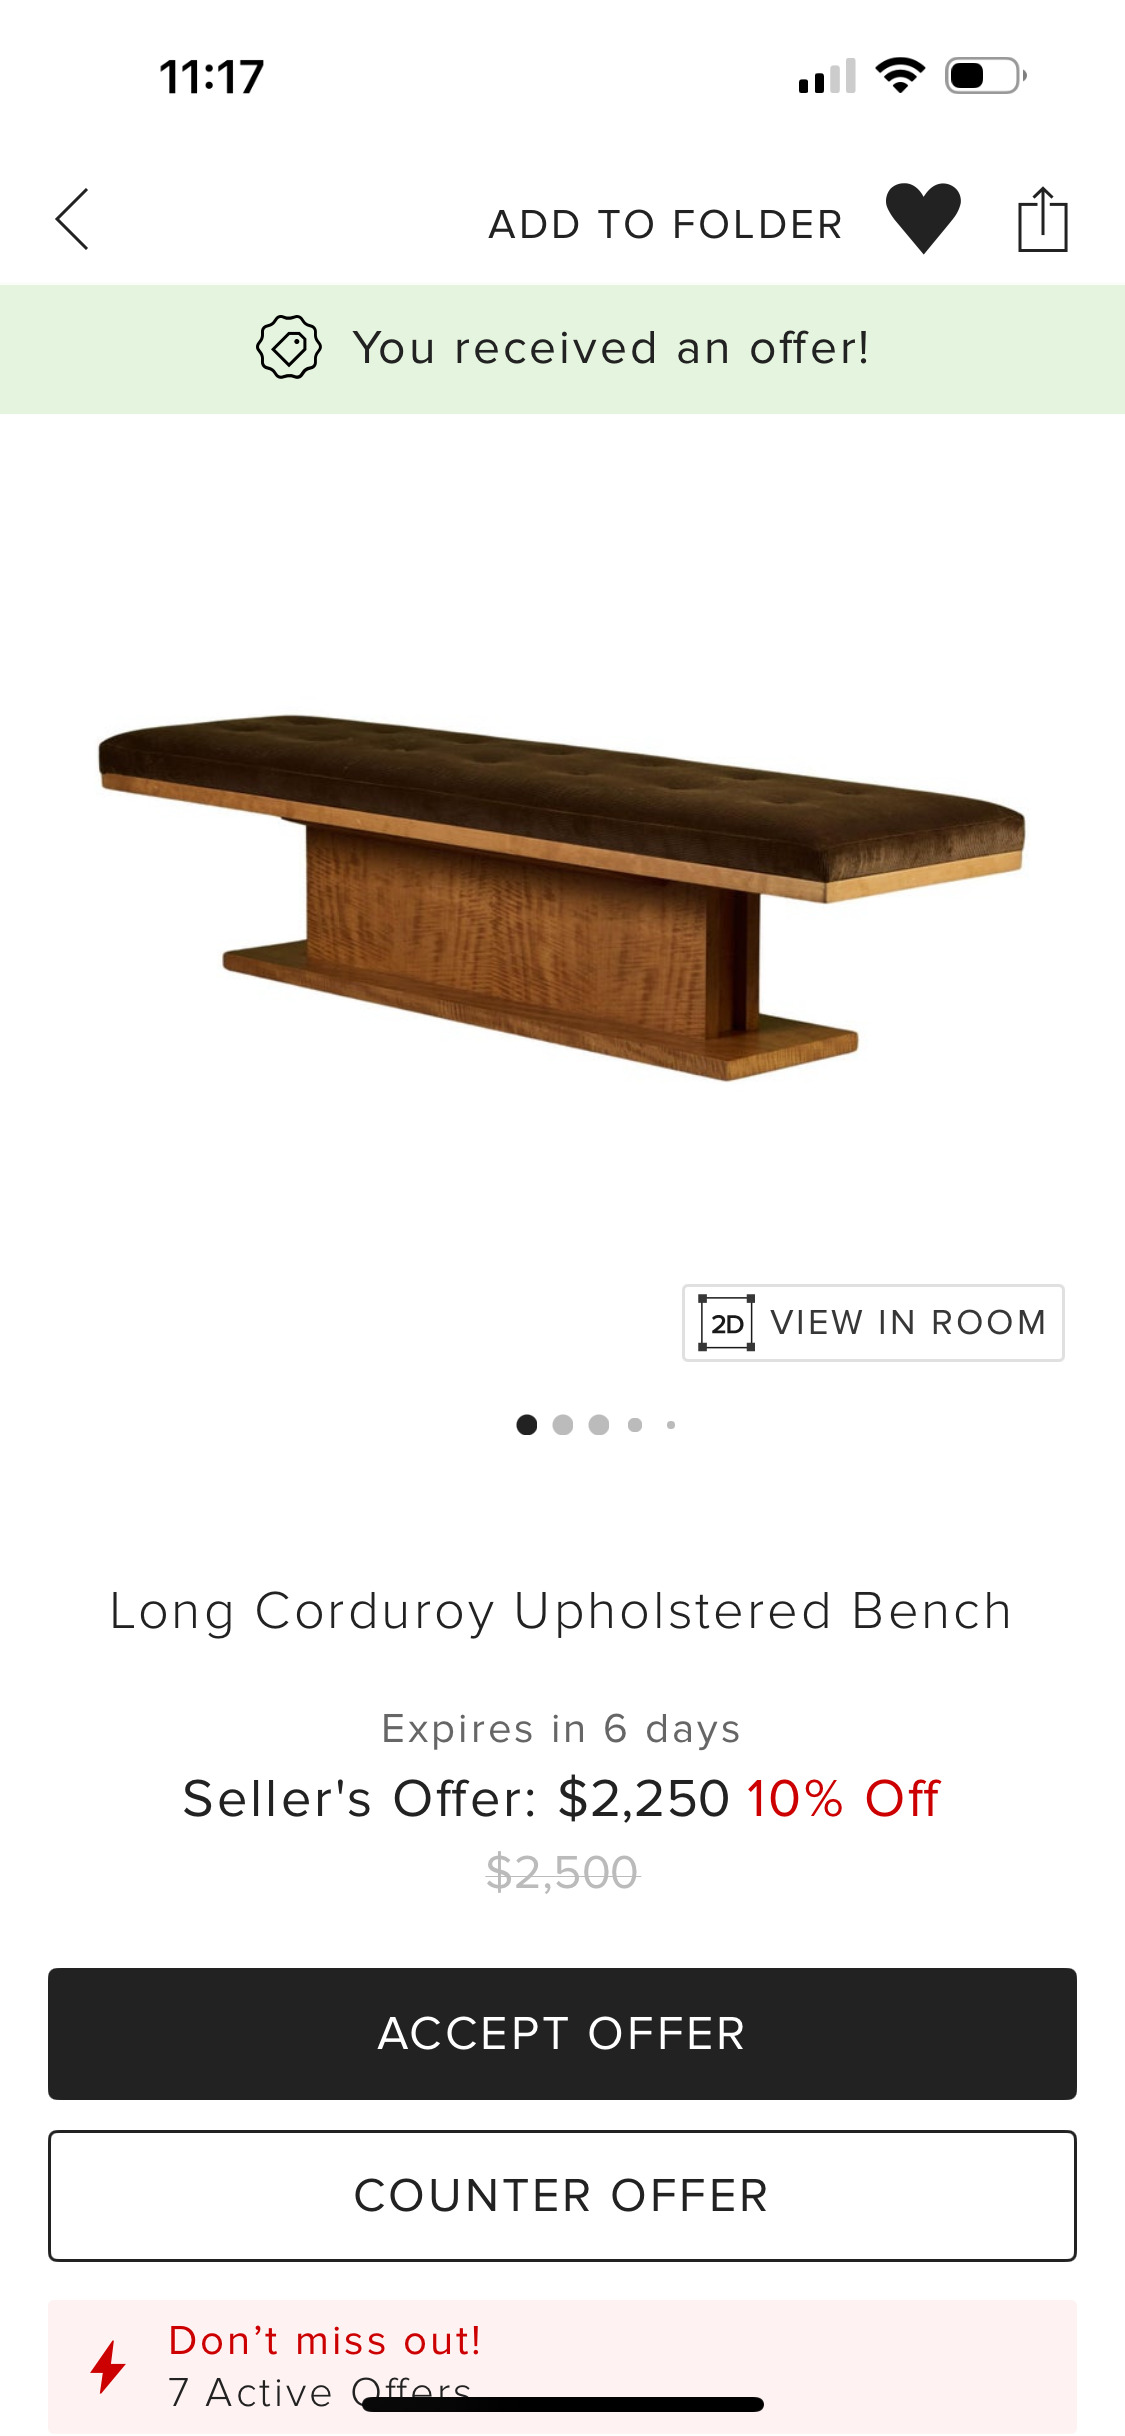 11:17
ADD TO FOLDER
You received an offer!
2D VIEW IN ROOM
Long Corduroy Upholstered Bench
Expires in 6 days
Seller's Offer: $2,250 10% Off
$2,500
ACCEPT OFFER
COUNTER OFFER
Don’t miss out!
7 Active Offers